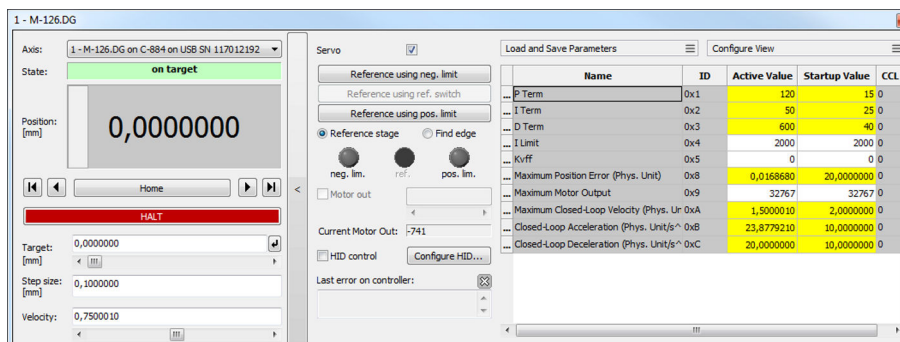 1 - M-126.DG
Axis:
1 - M-126.DG on C-884 on USB SN 117012192
State:
on target
Position:
[mm]
0,0000000
Home
HALT
Target:
[mm]
0,0000000
Step size:
[mm]
0,1000000
Velocity:
0,7500010
<
Servo
Reference using neg. limit
Reference using ref. switch
Reference using pos. limit
Reference stage
Find edge
neg. lim.
ref.
pos. lim.
Motor out
Current Motor Out:
-741
HID control
Configure HID...
Last error on controller:
Load and Save Parameters
Configure View
Name ID Active Value Startup Value CCL
... P Term 0x1 120 15 0
... I Term 0x2 50 25 0
... D Term 0x3 600 40 0
... I Limit 0x4 2000 2000 0
... Kvff 0x5 0 0 0
... Maximum Position Error (Phys. Unit) 0x8 0,0168680 20,0000000 0
... Maximum Motor Output 0x9 32767 32767 0
... Maximum Closed-Loop Velocity (Phys. Ur 0xA 1,5000010 2,0000000 0
... Closed-Loop Acceleration (Phys. Unit/s^ 0xB 23,8779210 10,0000000 0
... Closed-Loop Deceleration (Phys. Unit/s^ 0xC 20,0000000 10,0000000 0